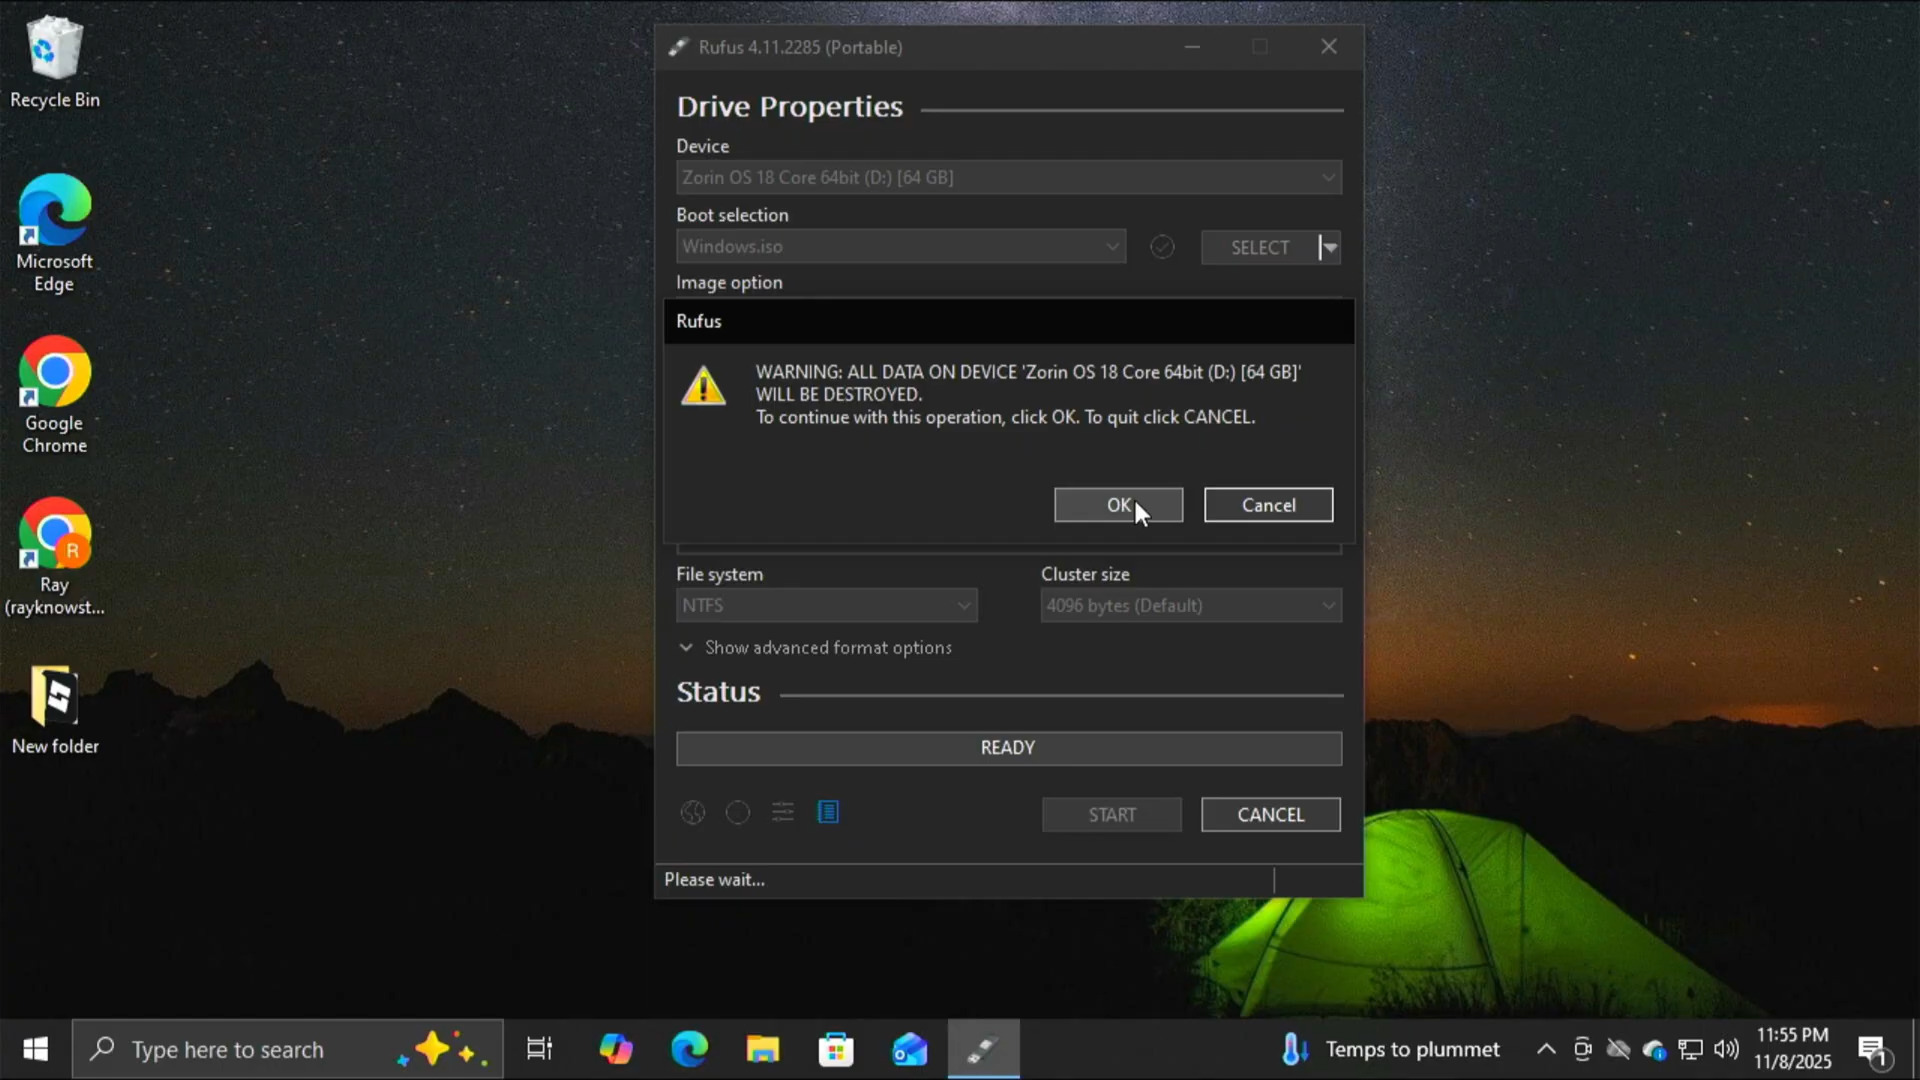 Recycle Bin
Microsoft
Edge
Google
Chrome
R
Ray
(rayknowst...
New folder
Rufus 4.11.2285 (Portable)
Drive Properties
Device
Zorin OS 18 Core 64bit (D:) [64 GB]
Boot selection
Windows.iso
SELECT
Image option
Rufus
WARNING: ALL DATA ON DEVICE 'Zorin OS 18 Core 64bit (D:) [64 GB]'
WILL BE DESTROYED.
To continue with this operation, click OK. To quit click CANCEL.
OK
Cancel
File system
Cluster size
NTFS
4096 bytes (Default)
Show advanced format options
Status
READY
START
CANCEL
Please wait...
Type here to search
Temps to plummet
11:55 PM
11/8/2025
1